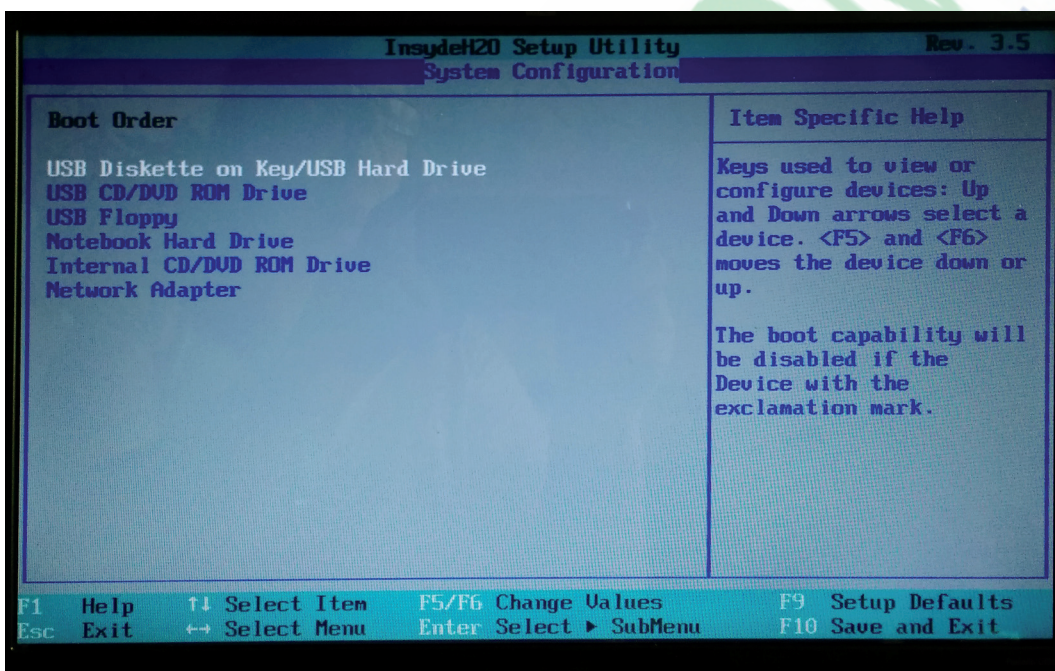 InsydeH20 Setup Utility Rev. 3.5
System Configuration
Boot Order
USB Diskette on Key/USB Hard Drive
USB CD/DVD ROM Drive
USB Floppy
Notebook Hard Drive
Internal CD/DVD ROM Drive
Network Adapter
Item Specific Help
Keys used to view or
configure devices: Up
and Down arrows select a
device. <F5> and <F6>
moves the device down or
up.
The boot capability will
be disabled if the
Device with the
exclamation mark.
F1 Help ↑↓ Select Item F5/F6 Change Values F9 Setup Defaults
Esc Exit ←→ Select Menu Enter Select ▶ SubMenu F10 Save and Exit